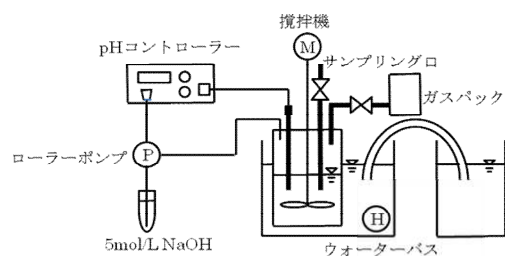 撹拌機
pHコントローラー
M
サンプリング口
ガスパック
ローラーポンプ
P
H
5mol/L NaOH
ウォーターバス